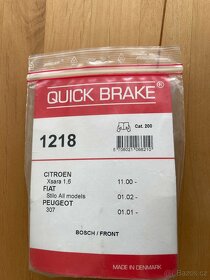 QUICK BRAKE®
1218
Cat. 200
CITROEN
Xsara 1,6 11.00 -
FIAT
Stilo All models 01.02 -
PEUGEOT
307 01.01 -
BOSCH / FRONT
MADE IN DENMARK